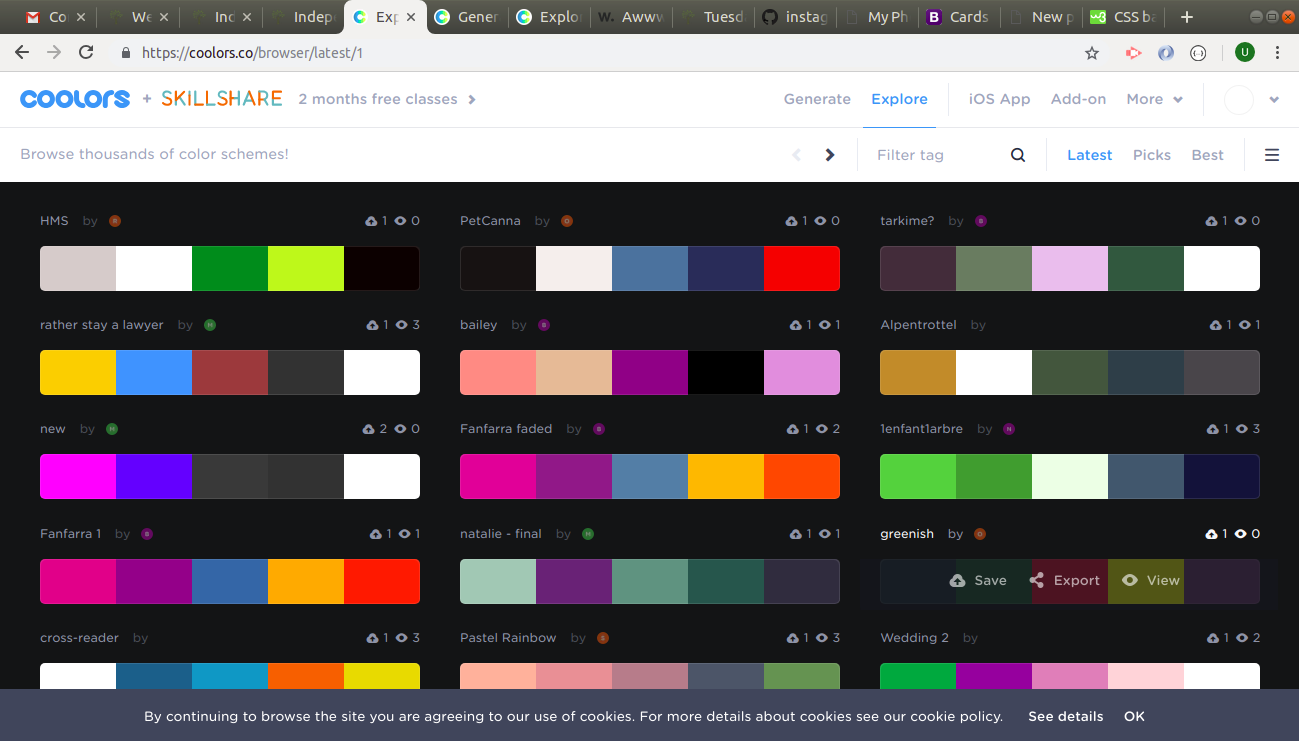 Co We Ind Indep Exp Gener Explo W. Aww Tuesd instag My Ph B Cards New p w3 CSS ba
https://coolors.co/browser/latest/1 U
coolors + SKILLSHARE 2 months free classes Generate Explore iOS App Add-on More
Browse thousands of color schemes! Filter tag Latest Picks Best
HMS by 1 0 PetCanna by 1 0 tarkime? by 1 0
rather stay a lawyer by 1 3 bailey by 1 1 Alpentrottel by 1 1
new by 2 0 Fanfarra faded by 1 2 1enfant1arbre by 1 3
Fanfarra 1 by 1 1 natalie - final by 1 1 greenish by 1 0
Save Export View
cross-reader by 1 3 Pastel Rainbow by 1 3 Wedding 2 by 1 2
By continuing to browse the site you are agreeing to our use of cookies. For more details about cookies see our cookie policy. See details OK